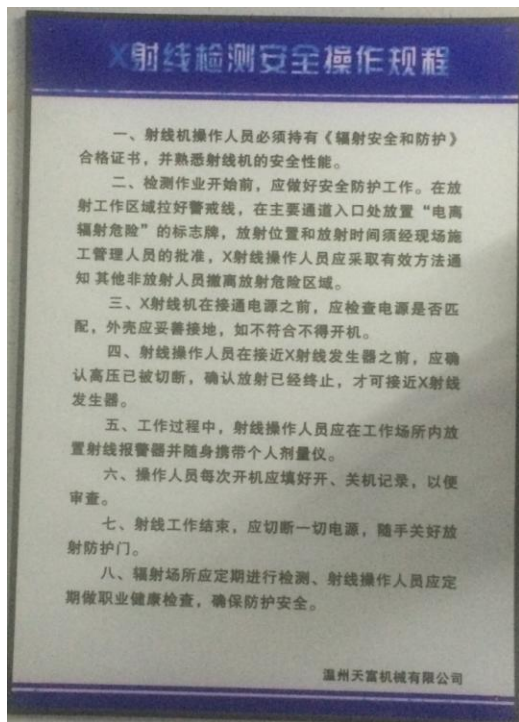 X射线检测安全操作规程
一、射线机操作人员必须持有《辐射安全和防护》
合格证书，并熟悉射线机的安全性能。
二、检测作业开始前，应做好安全防护工作。在放
射工作区域拉好警戒线，在主要通道入口处放置“电离
辐射危险”的标志牌，放射位置和放射时间须经现场施
工管理人员的批准，X射线操作人员应采取有效方法通
知 其他非放射人员撤离放射危险区域。
三、X射线机在接通电源之前，应检查电源是否匹
配，外壳应妥善接地，如不符合不得开机。
四、射线操作人员在接近X射线发生器之前，应确
认高压已被切断，确认放射已经终止，才可接近X射线
发生器。
五、工作过程中，射线操作人员应在工作场所内放
置射线报警器并随身携带个人剂量仪。
六、操作人员每次开机应填好开、关机记录，以便
审查。
七、射线工作结束，应切断一切电源，随手关好放
射防护门。
八、辐射场所应定期进行检测、射线操作人员应定
期做职业健康检查，确保防护安全。
温州天富机械有限公司